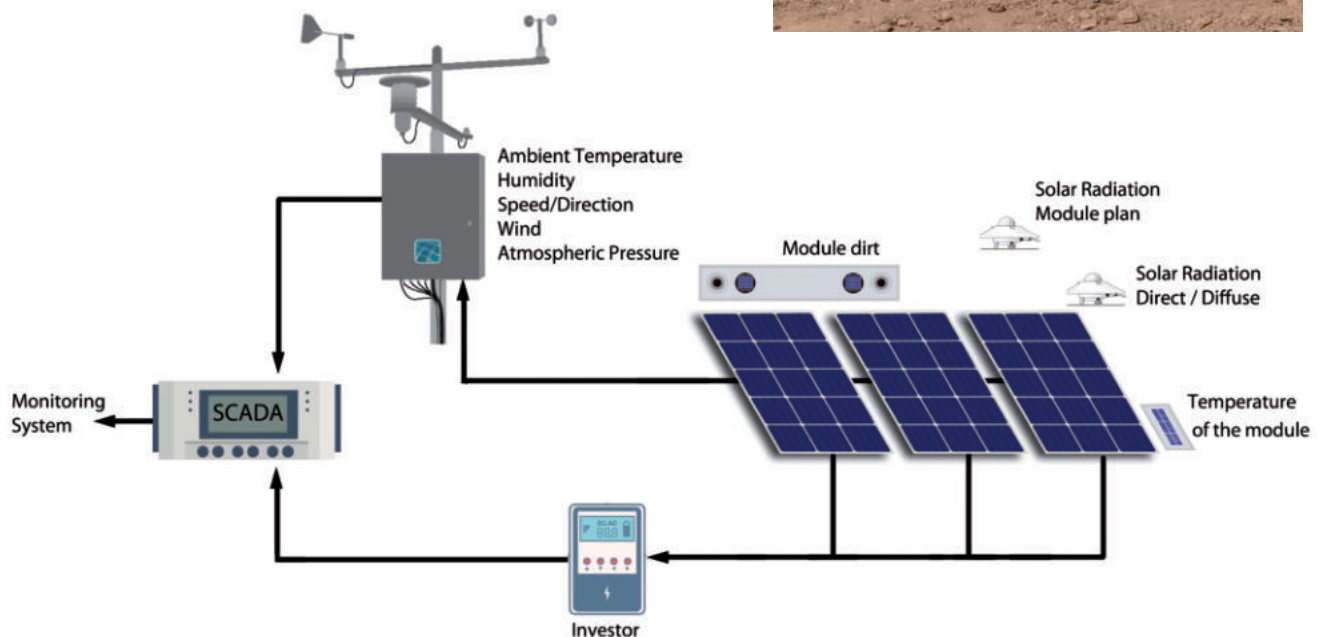 Ambient Temperature
Humidity
Speed/Direction
Wind
Atmospheric Pressure
Solar Radiation
Module plan
Module dirt
Solar Radiation
Direct / Diffuse
Monitoring
System
SCADA
Temperature
of the module
Investor